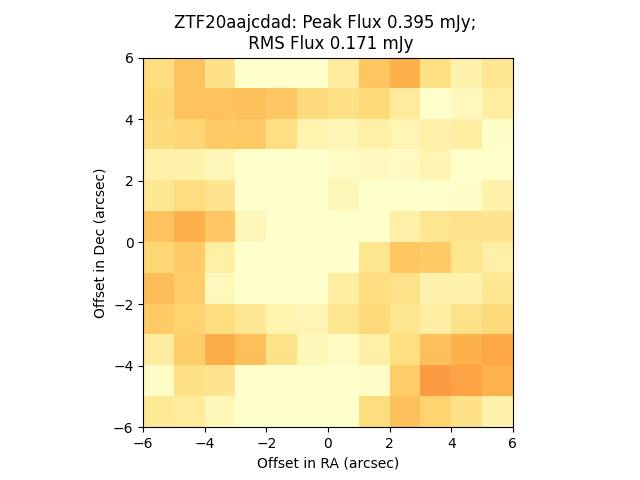 ZTF20aajcdad: Peak Flux 0.395 mJy;
RMS Flux 0.171 mJy
6
4
2
0
−2
−4
−6
Offset in Dec (arcsec)
−6 −4 −2 0 2 4 6
Offset in RA (arcsec)